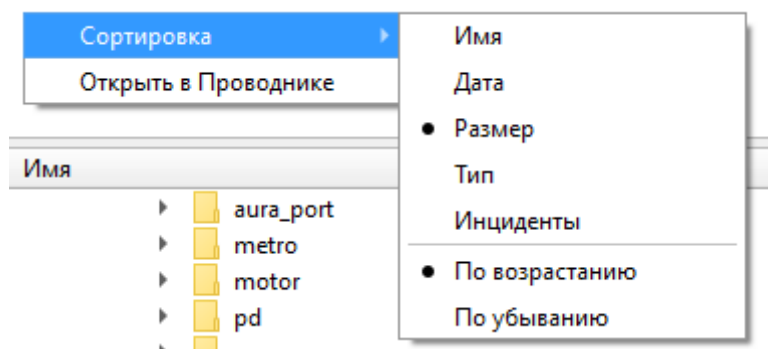 Сортировка
Открыть в Проводнике
Имя
Дата
Размер
Тип
Инциденты
По возрастанию
По убыванию
Имя
aura_port
metro
motor
pd